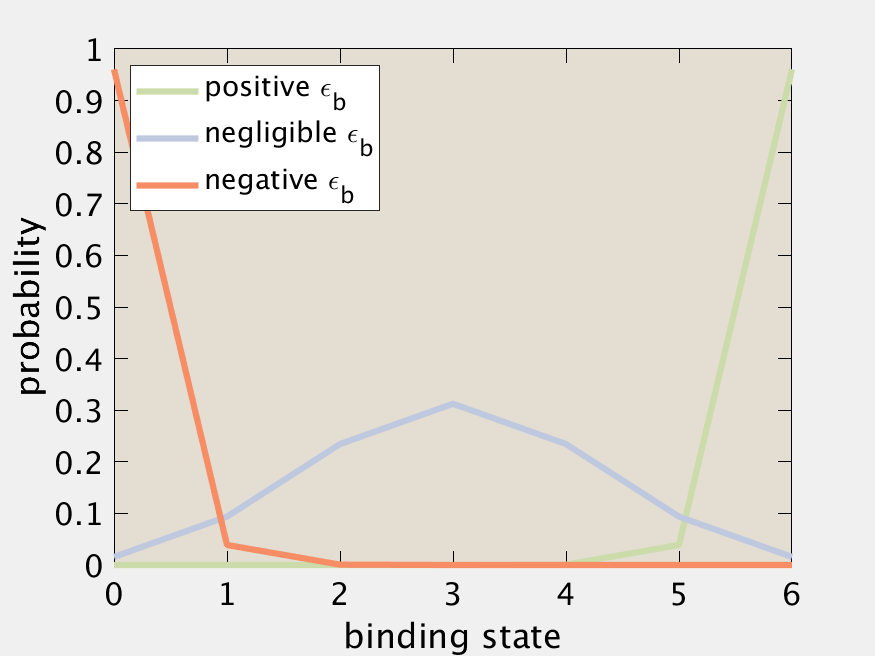 1
0.9
0.8
0.7
0.6
0.5
0.4
0.3
0.2
0.1
0
positive ϵb
negligible ϵb
negative ϵb
probability
0 1 2 3 4 5 6
binding state